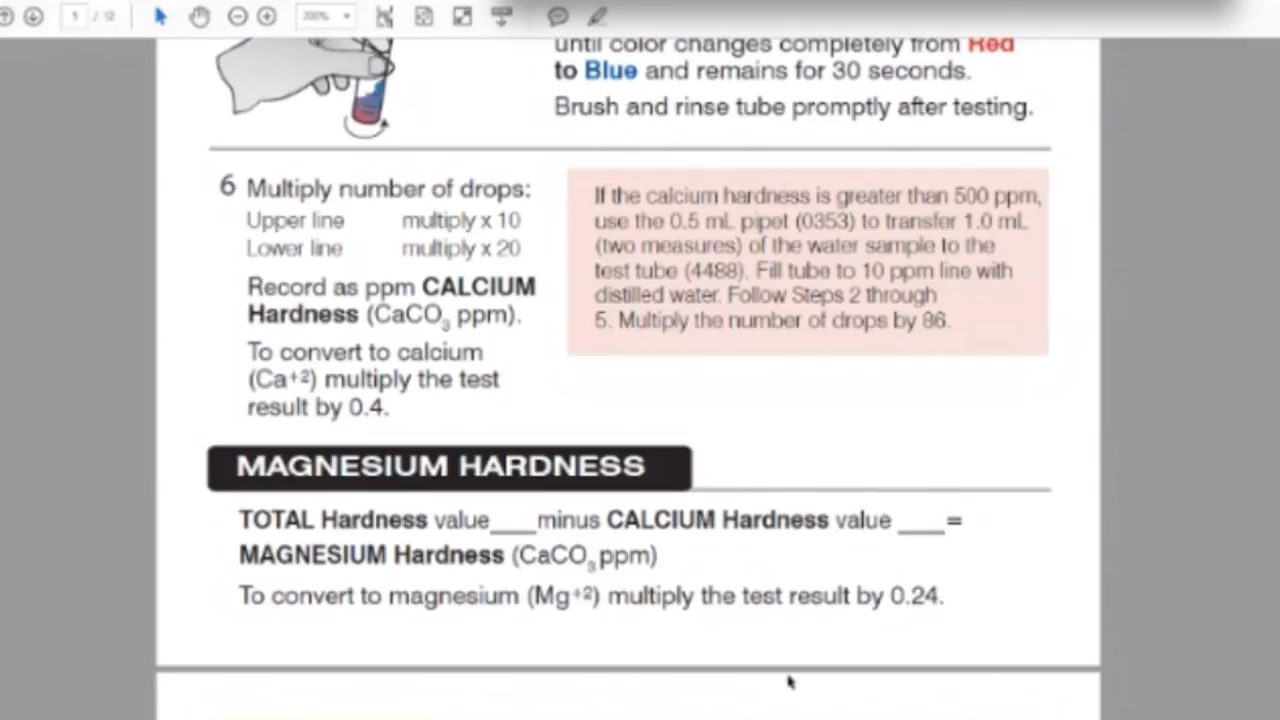 1 / 12
200%
until color changes completely from Red
to Blue and remains for 30 seconds.
Brush and rinse tube promptly after testing.
6 Multiply number of drops:
Upper line multiply x 10
Lower line multiply x 20
Record as ppm CALCIUM
Hardness (CaCO₃ ppm).
To convert to calcium
(Ca⁺²) multiply the test
result by 0.4.
If the calcium hardness is greater than 500 ppm,
use the 0.5 mL pipet (0353) to transfer 1.0 mL
(two measures) of the water sample to the
test tube (4488). Fill tube to 10 ppm line with
distilled water. Follow Steps 2 through
5. Multiply the number of drops by 86.
MAGNESIUM HARDNESS
TOTAL Hardness value____minus CALCIUM Hardness value ____=
MAGNESIUM Hardness (CaCO₃ ppm)
To convert to magnesium (Mg⁺²) multiply the test result by 0.24.